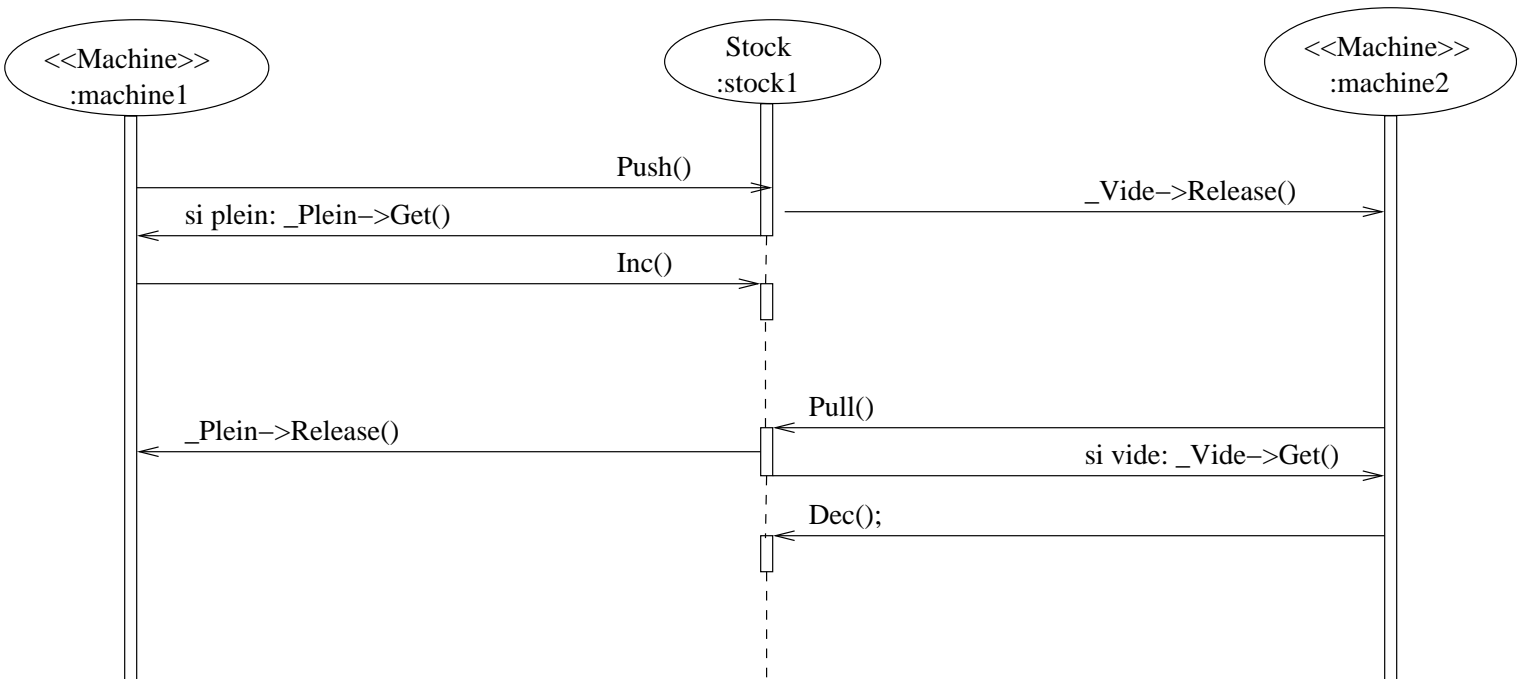 <<Machine>>
:machine1
Stock
:stock1
<<Machine>>
:machine2
Push()
_Vide−>Release()
si plein: _Plein−>Get()
Inc()
Pull()
_Plein−>Release()
si vide: _Vide−>Get()
Dec();